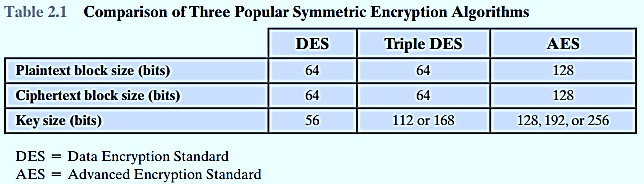 Table 2.1 Comparison of Three Popular Symmetric Encryption Algorithms
DES Triple DES AES
Plaintext block size (bits) 64 64 128
Ciphertext block size (bits) 64 64 128
Key size (bits) 56 112 or 168 128, 192, or 256
DES = Data Encryption Standard
AES = Advanced Encryption Standard